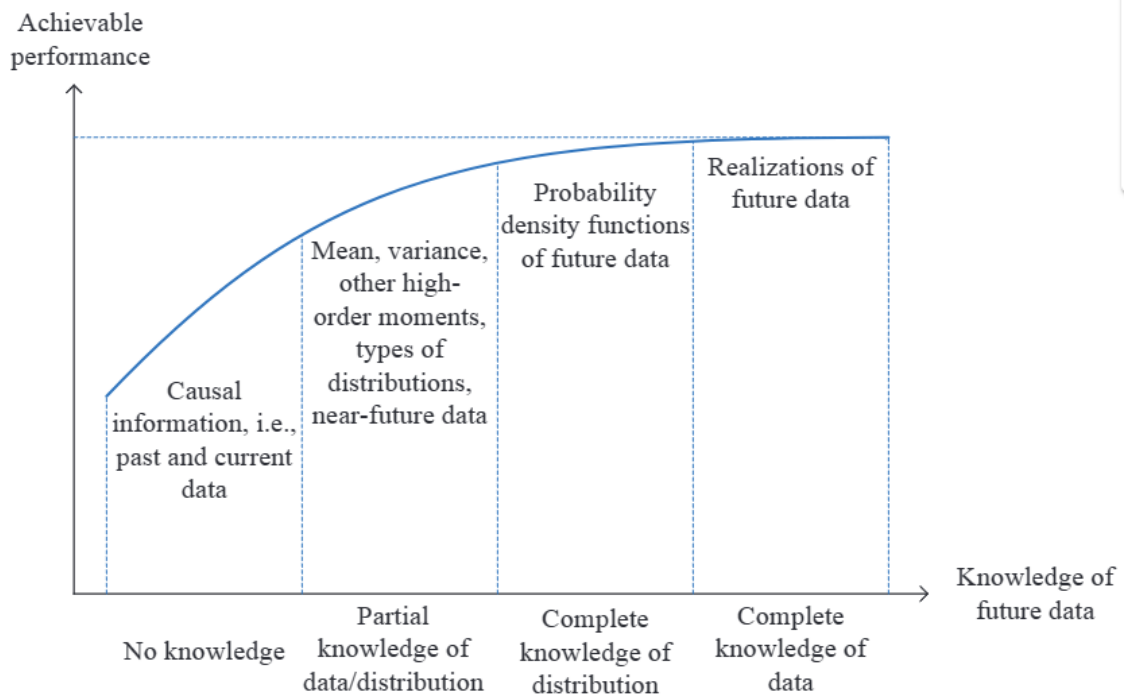 Achievable
performance
Realizations of
future data
Probability
density functions
of future data
Mean, variance,
other high-
order moments,
types of
distributions,
near-future data
Causal
information, i.e.,
past and current
data
Knowledge of
future data
No knowledge
Partial
knowledge of
data/distribution
Complete
knowledge of
distribution
Complete
knowledge of
data